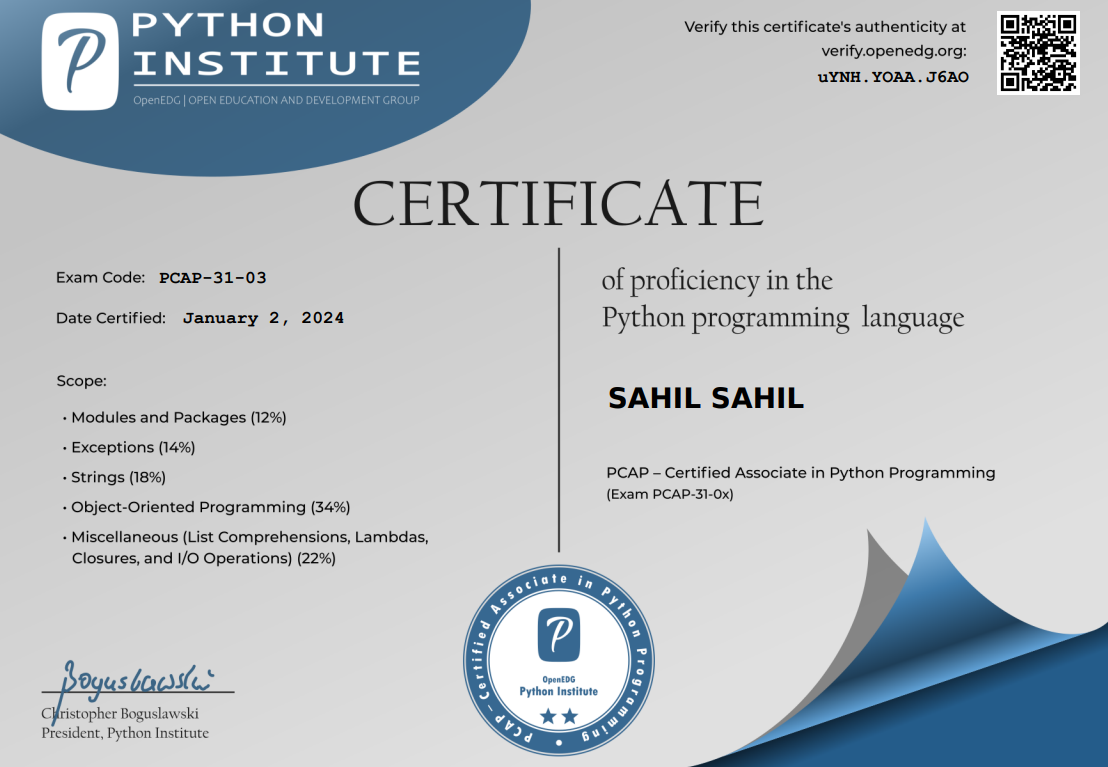 PYTHON
INSTITUTE
OpenEDG | OPEN EDUCATION AND DEVELOPMENT GROUP
Verify this certificate's authenticity at
verify.openedg.org:
uYNH.YOAA.J6AO
CERTIFICATE
Exam Code: PCAP-31-03
Date Certified: January 2, 2024
Scope:
• Modules and Packages (12%)
• Exceptions (14%)
• Strings (18%)
• Object-Oriented Programming (34%)
• Miscellaneous (List Comprehensions, Lambdas,
Closures, and I/O Operations) (22%)
of proficiency in the
Python programming language
SAHIL SAHIL
PCAP – Certified Associate in Python Programming
(Exam PCAP-31-0x)
PCAP–Certified Associate in Python Programming •
OpenEDG
Python Institute
Boguslawski
Christopher Boguslawski
President, Python Institute